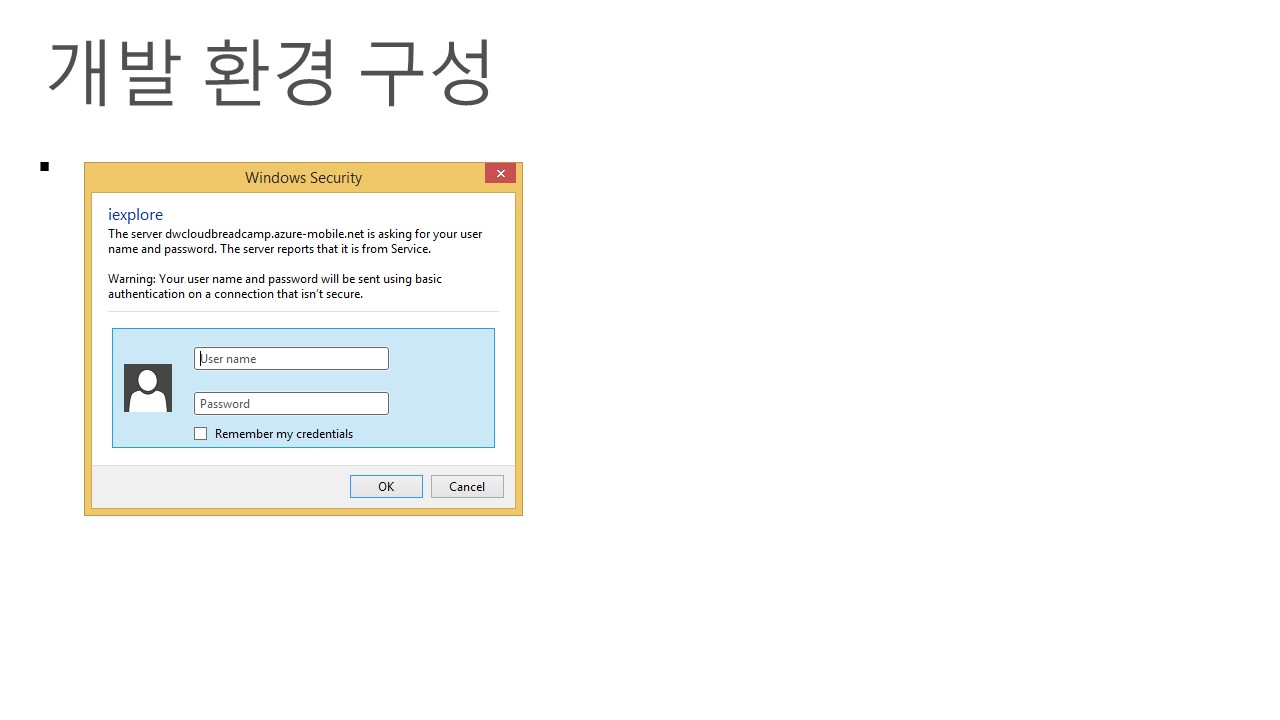 개발 환경 구성
Windows Security
iexplore
The server dwcloudbreadcamp.azure-mobile.net is asking for your user
name and password. The server reports that it is from Service.
Warning: Your user name and password will be sent using basic
authentication on a connection that isn't secure.
User name
Password
Remember my credentials
OK Cancel